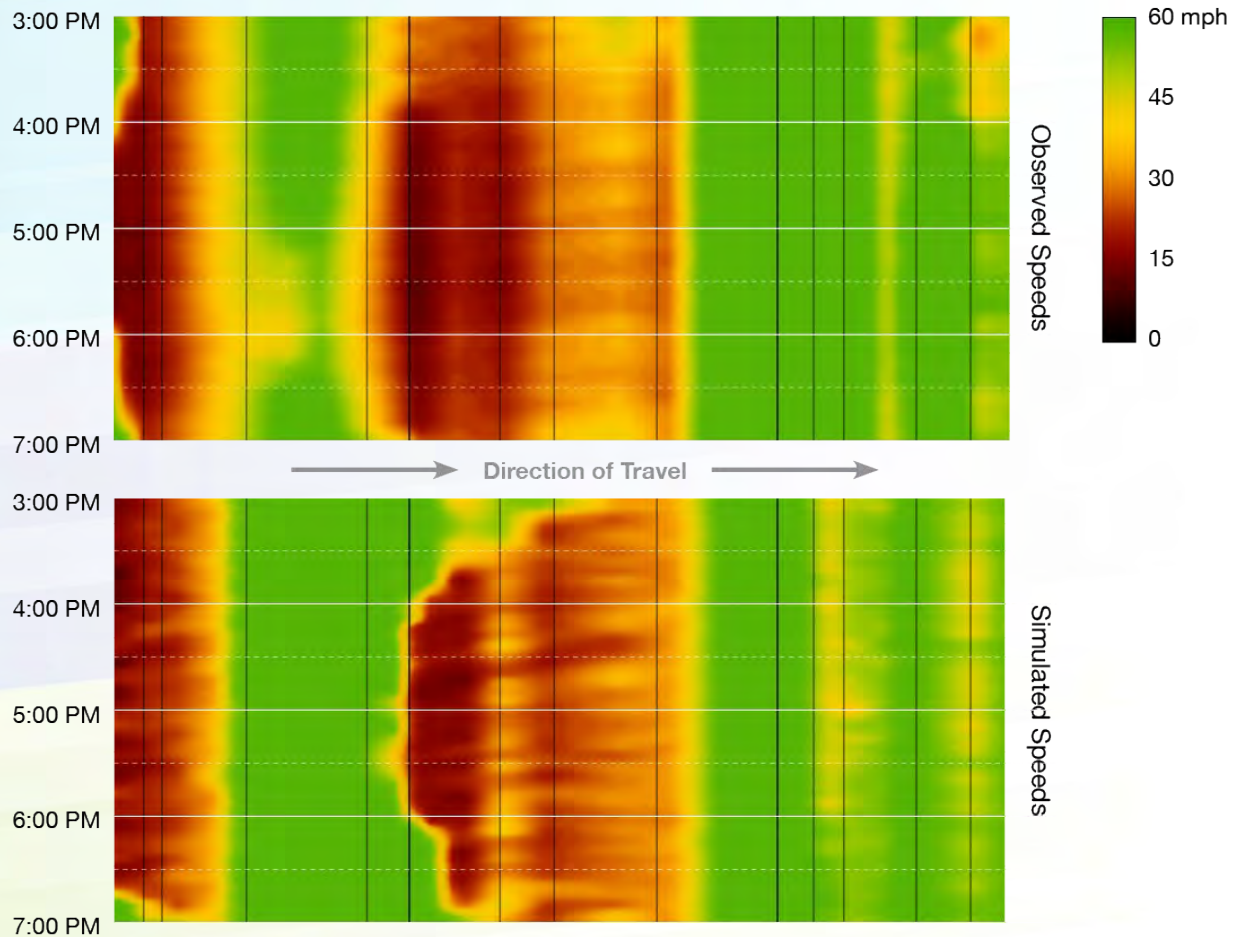 3:00 PM
4:00 PM
5:00 PM
6:00 PM
7:00 PM
Observed Speeds
60 mph
45
30
15
0
Direction of Travel
3:00 PM
4:00 PM
5:00 PM
6:00 PM
7:00 PM
Simulated Speeds